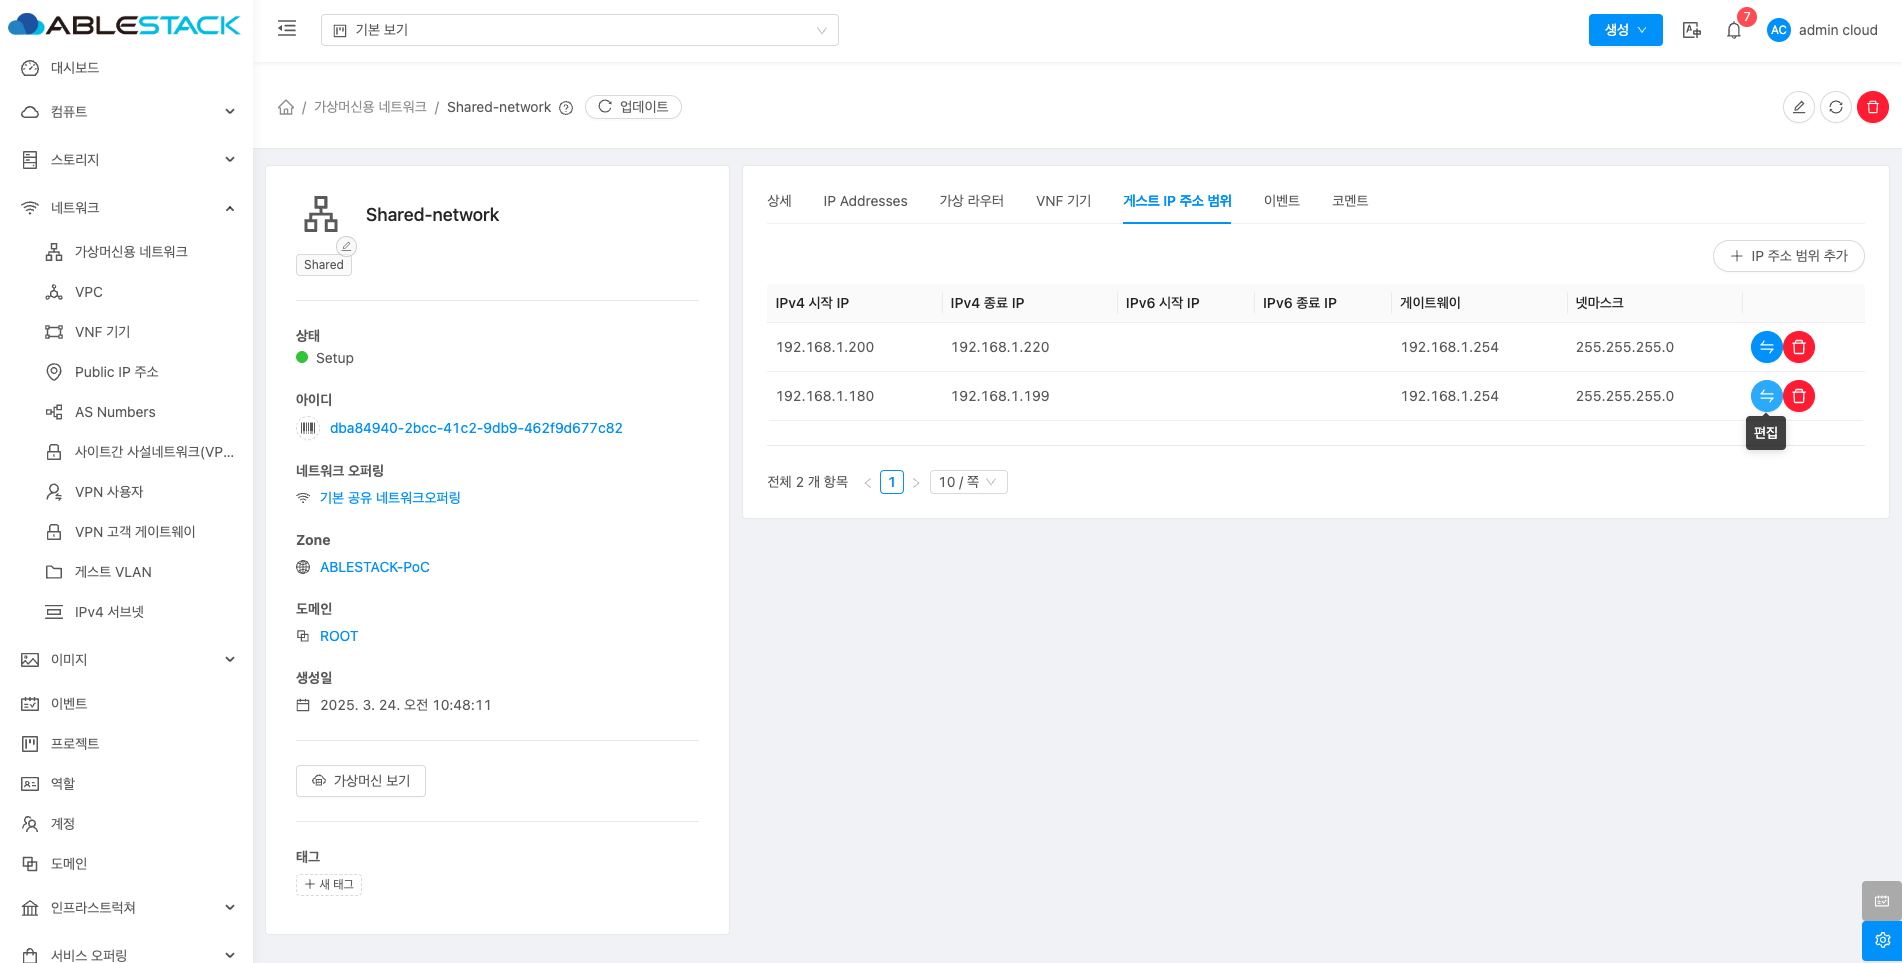 ABLESTACK
기본 보기
생성
7
AC
admin cloud
대시보드
컴퓨트
스토리지
네트워크
가상머신용 네트워크
VPC
VNF 기기
Public IP 주소
AS Numbers
사이트간 사설네트워크(VP...
VPN 사용자
VPN 고객 게이트웨이
게스트 VLAN
IPv4 서브넷
이미지
이벤트
프로젝트
역할
계정
도메인
인프라스트럭쳐
서비스 오퍼링
/ 가상머신용 네트워크 / Shared-network
업데이트
Shared-network
Shared
상태
Setup
아이디
dba84940-2bcc-41c2-9db9-462f9d677c82
네트워크 오퍼링
기본 공유 네트워크오퍼링
Zone
ABLESTACK-PoC
도메인
ROOT
생성일
2025. 3. 24. 오전 10:48:11
가상머신 보기
태그
새 태그
상세 IP Addresses 가상 라우터 VNF 기기 게스트 IP 주소 범위 이벤트 코멘트
IP 주소 범위 추가
IPv4 시작 IP IPv4 종료 IP IPv6 시작 IP IPv6 종료 IP 게이트웨이 넷마스크
192.168.1.200 192.168.1.220 192.168.1.254 255.255.255.0
192.168.1.180 192.168.1.199 192.168.1.254 255.255.255.0
편집
전체 2 개 항목 < 1 > 10 / 쪽